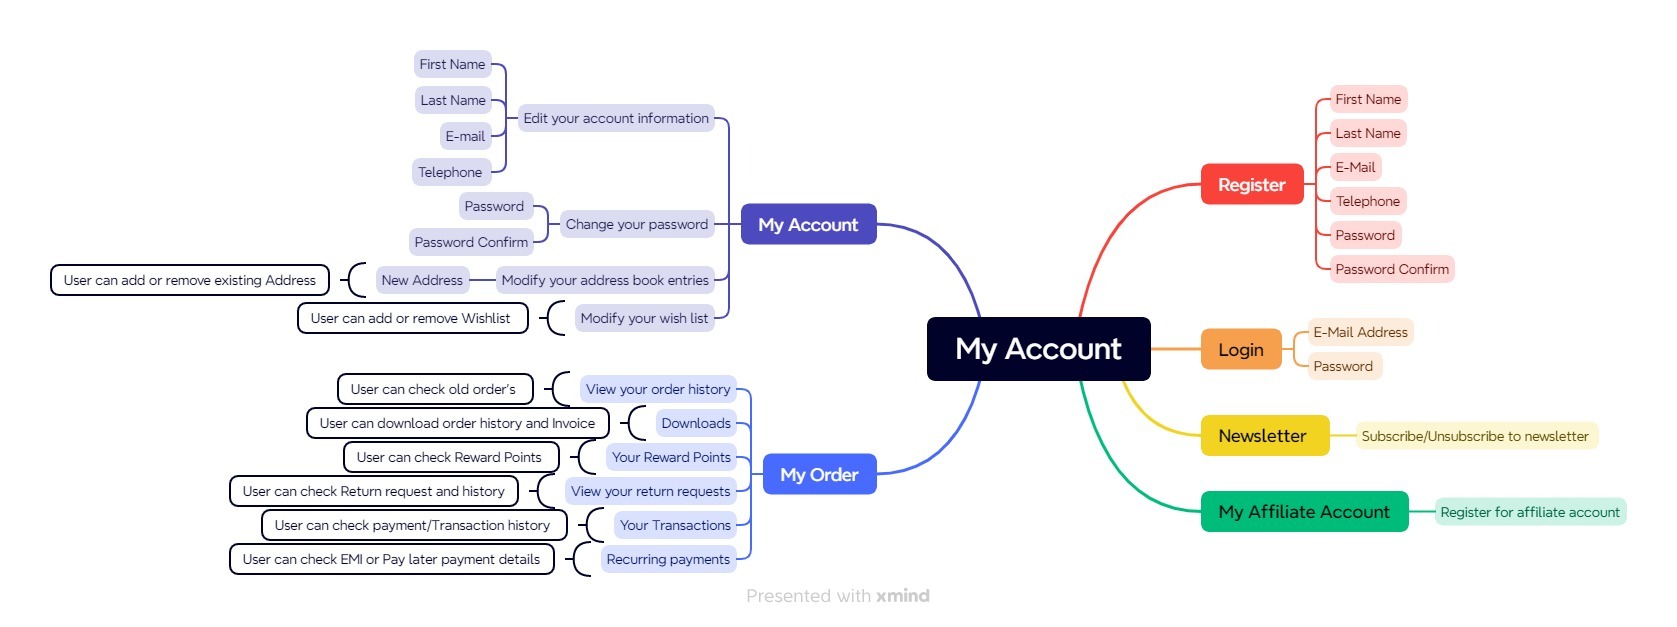 My Account
Register
First Name
Last Name
E-Mail
Telephone
Password
Password Confirm
Login
E-Mail Address
Password
Newsletter
Subscribe/Unsubscribe to newsletter
My Affiliate Account
Register for affiliate account
My Account
Edit your account information
First Name
Last Name
E-mail
Telephone
Change your password
Password
Password Confirm
Modify your address book entries
New Address
User can add or remove existing Address
Modify your wish list
User can add or remove Wishlist
My Order
View your order history
User can check old order's
Downloads
User can download order history and Invoice
Your Reward Points
User can check Reward Points
View your return requests
User can check Return request and history
Your Transactions
User can check payment/Transaction history
Recurring payments
User can check EMI or Pay later payment details
Presented with xmind